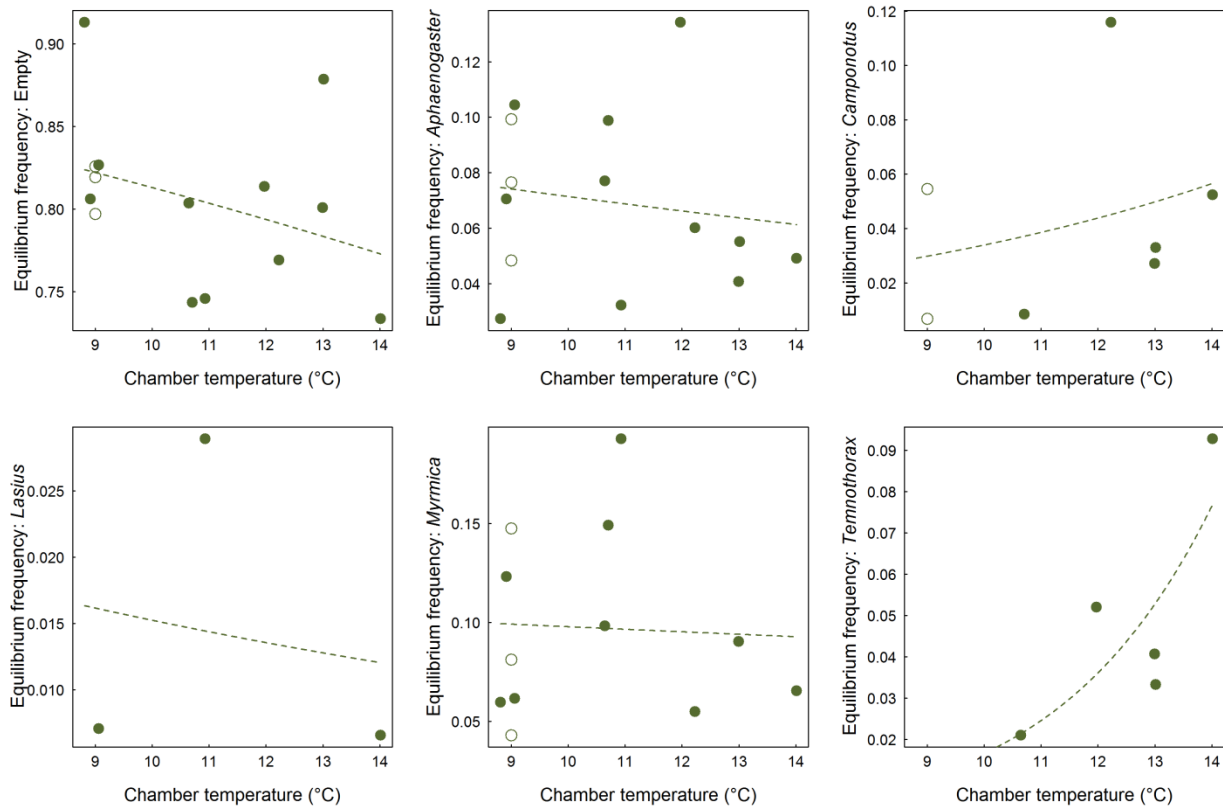 Equilibrium frequency: Empty
0.90
0.85
0.80
0.75
9 10 11 12 13 14
Chamber temperature (°C)
Equilibrium frequency: Aphaenogaster
0.12
0.10
0.08
0.06
0.04
9 10 11 12 13 14
Chamber temperature (°C)
Equilibrium frequency: Camponotus
0.12
0.10
0.08
0.06
0.04
0.02
9 10 11 12 13 14
Chamber temperature (°C)
Equilibrium frequency: Lasius
0.025
0.020
0.015
0.010
9 10 11 12 13 14
Chamber temperature (°C)
Equilibrium frequency: Myrmica
0.15
0.10
0.05
9 10 11 12 13 14
Chamber temperature (°C)
Equilibrium frequency: Temnothorax
0.09
0.08
0.07
0.06
0.05
0.04
0.03
0.02
9 10 11 12 13 14
Chamber temperature (°C)